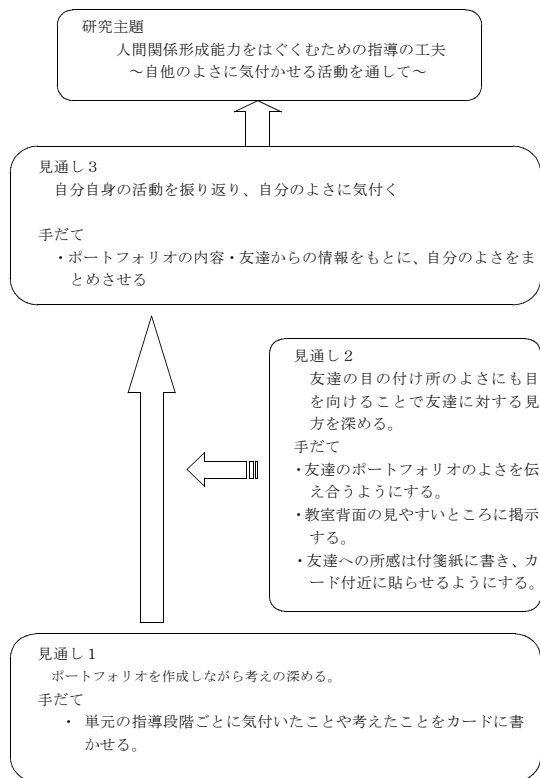 研究主題
人間関係形成能力をはぐくむための指導の工夫
～自他のよさに気付かせる活動を通して～
見通し３
自分自身の活動を振り返り、自分のよさに気付く
手だて
・ポートフォリオの内容・友達からの情報をもとに、自分のよさをま
とめさせる
見通し２
友達の目の付け所のよさにも目
を向けることで友達に対する見
方を深める。
手だて
・友達のポートフォリオのよさを伝
え合うようにする。
・教室背面の見やすいところに掲示
する。
・友達への所感は付箋紙に書き、カ
ード付近に貼らせるようにする。
見通し１
ポートフォリオを作成しながら考えの深める。
手だて
・ 単元の指導段階ごとに気付いたことや考えたことをカードに書
かせる。